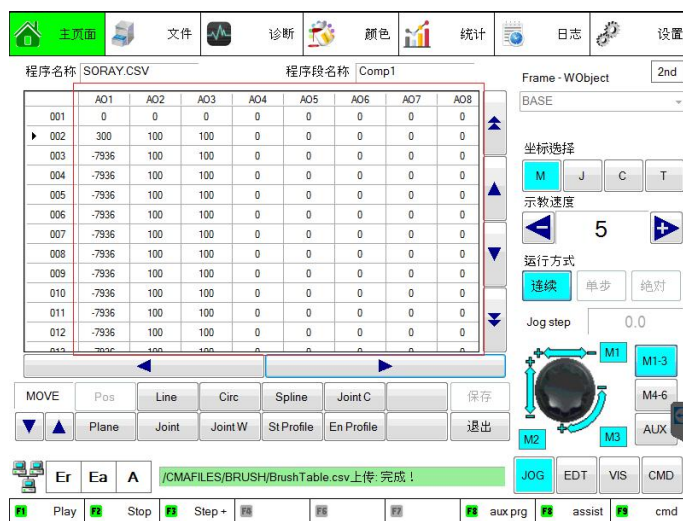 主页面 文件 诊断 颜色 统计 日志 设置
程序名称 SORAY.CSV 程序段名称 Comp1
Frame - WObject 2nd
BASE
AO1 AO2 AO3 AO4 AO5 AO6 AO7 AO8
001 0 0 0 0 0 0 0 0
002 300 100 100 0 0 0 0 0
003 -7936 100 100 0 0 0 0 0
004 -7936 100 100 0 0 0 0 0
005 -7936 100 100 0 0 0 0 0
006 -7936 100 100 0 0 0 0 0
007 -7936 100 100 0 0 0 0 0
008 -7936 100 100 0 0 0 0 0
009 -7936 100 100 0 0 0 0 0
010 -7936 100 100 0 0 0 0 0
011 -7936 100 100 0 0 0 0 0
012 -7936 100 100 0 0 0 0 0
013 -7936 100 100 0 0 0 0 0
坐标选择
M J C T
示教速度
5
运行方式
连续 单步 绝对
Jog step 0.0
M1 M1-3
M4-6
M2 M3 AUX
MOVE Pos Line Circ Spline Joint C 保存
Plane Joint Joint W St Profile En Profile 退出
Er Ea A /CMAFILES/BRUSH/BrushTable.csv上传:完成！
JOG EDT VIS CMD
F1 Play F2 Stop F3 Step + F4 F5 F7 F8 aux prg F8 assist F9 cmd